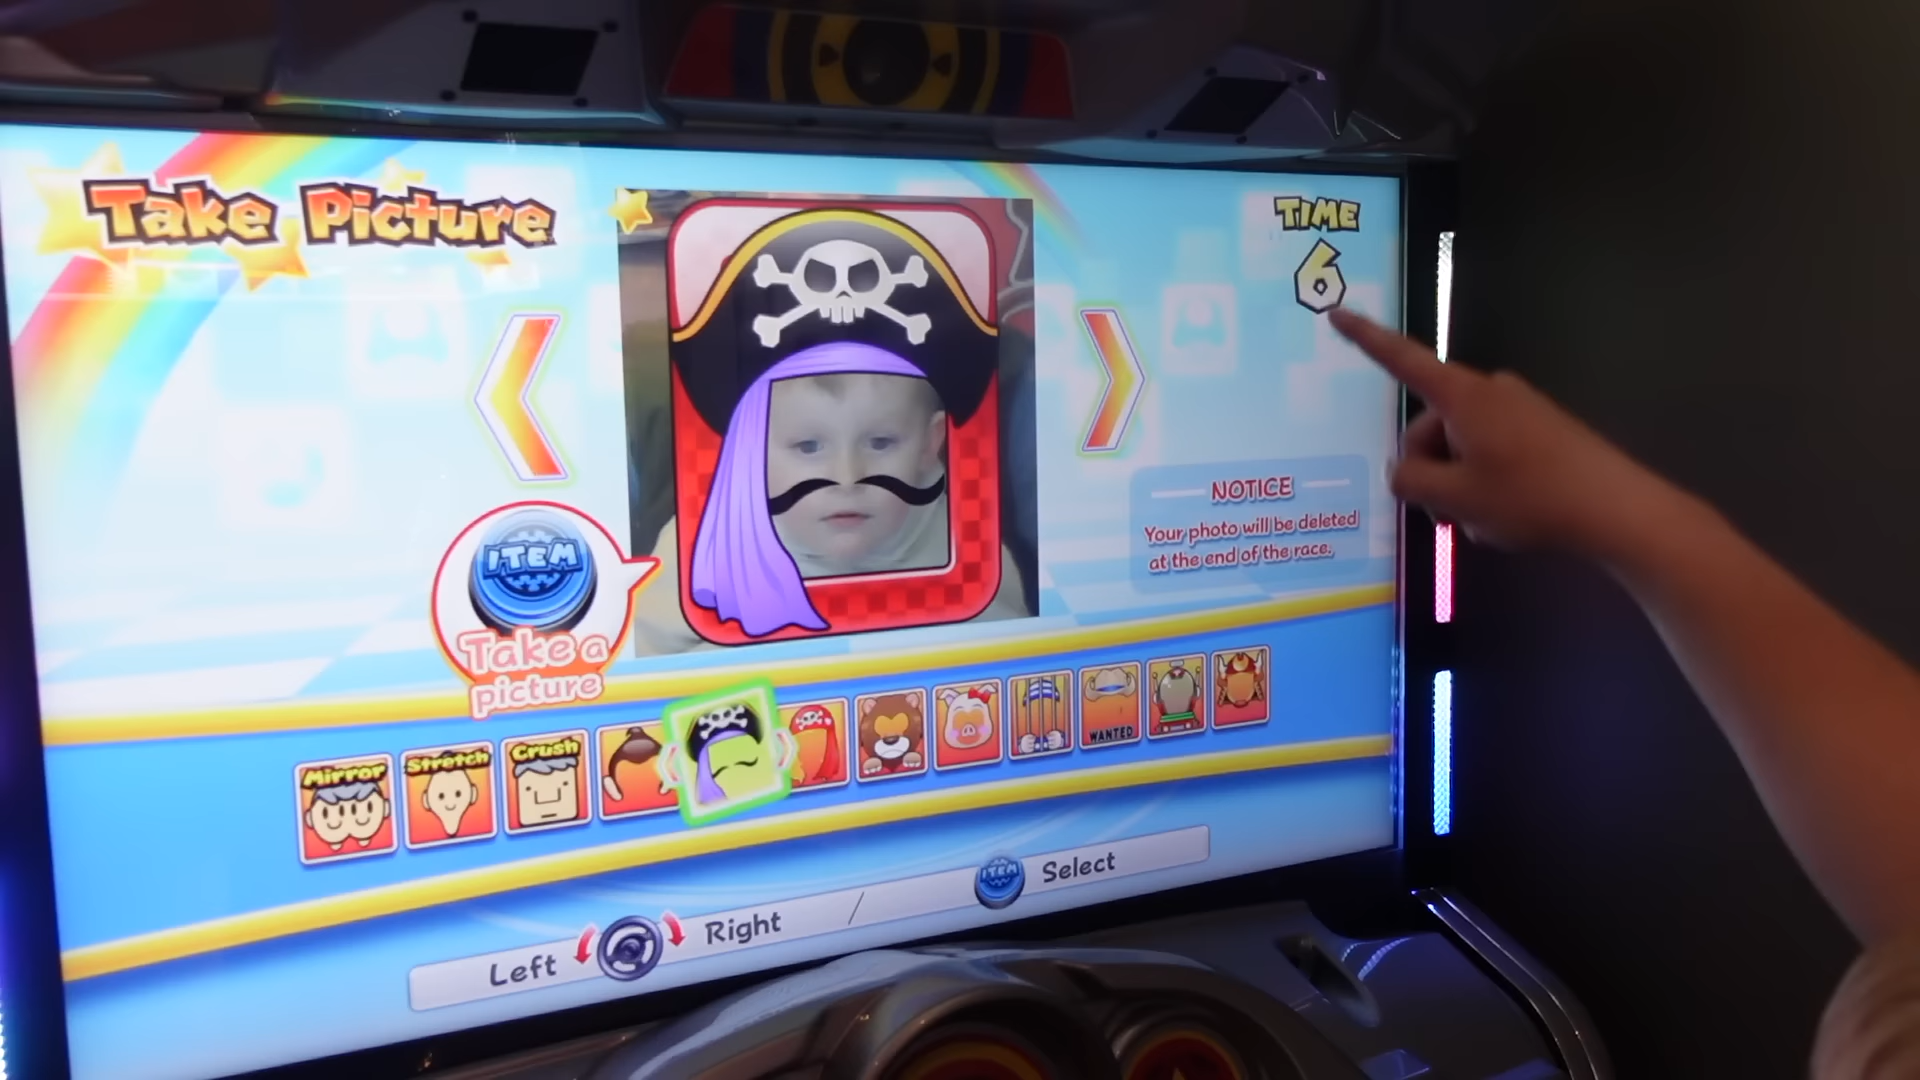 Take Picture
TIME
6
NOTICE
Your photo will be deleted
at the end of the race.
ITEM
Take a
picture
Mirror
Stretch
Crush
WANTED
Left Right / ITEM Select